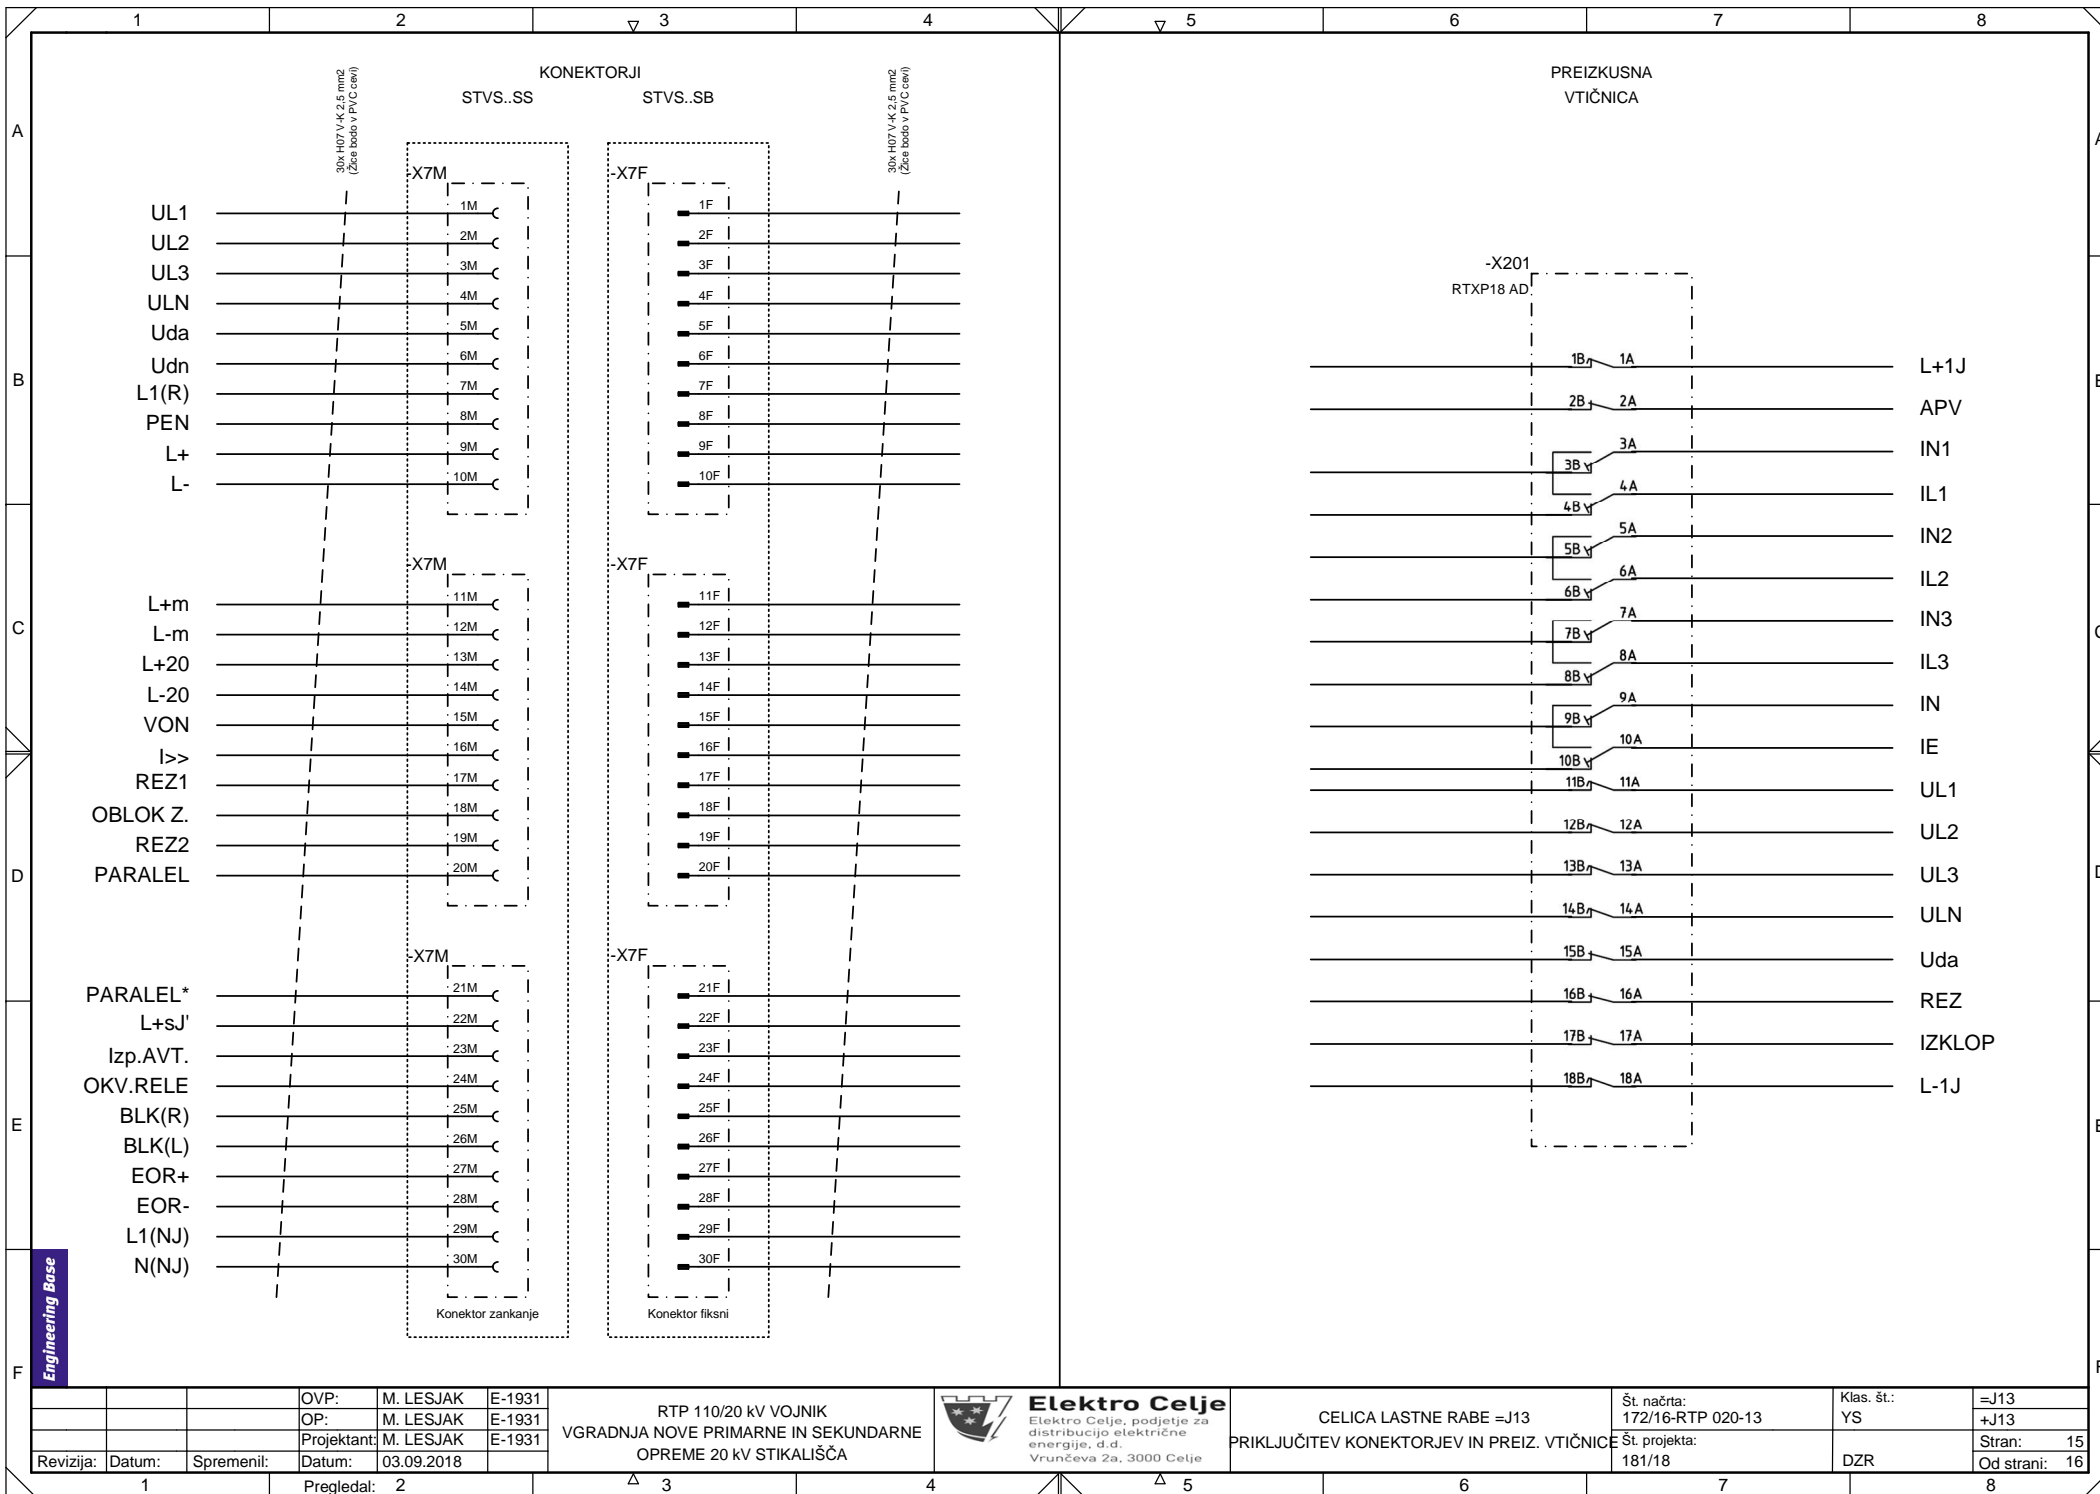 1 2 3 4 5 6 7 8
KONEKTORJI
STVS..SS STVS..SB
30x H07 V-K 2,5 mm2
(Žice bodo v PVC cevi)
30x H07 V-K 2,5 mm2
(Žice bodo v PVC cevi)
PREIZKUSNA
VTIČNICA
A A
-X7M -X7F
UL1 1M 1F
UL2 2M 2F
UL3 3M 3F
ULN 4M 4F
Uda 5M 5F
Udn 6M 6F
L1(R) 7M 7F
PEN 8M 8F
L+ 9M 9F
L- 10M 10F
B
-X7M -X7F
L+m 11M 11F
L-m 12M 12F
L+20 13M 13F
L-20 14M 14F
VON 15M 15F
I>> 16M 16F
REZ1 17M 17F
OBLOK Z. 18M 18F
REZ2 19M 19F
PARALEL 20M 20F
C
D
-X7M -X7F
PARALEL* 21M 21F
L+sJ' 22M 22F
Izp.AVT. 23M 23F
OKV.RELE 24M 24F
BLK(R) 25M 25F
BLK(L) 26M 26F
EOR+ 27M 27F
EOR- 28M 28F
L1(NJ) 29M 29F
N(NJ) 30M 30F
E
F
Konektor zankanje Konektor fiksni
-X201
RTXP18 AD
1B 1A L+1J
2B 2A APV
3B 3A IN1
4B 4A IL1
5B 5A IN2
6B 6A IL2
7B 7A IN3
8B 8A IL3
9B 9A IN
10B 10A IE
11B 11A UL1
12B 12A UL2
13B 13A UL3
14B 14A ULN
15B 15A Uda
16B 16A REZ
17B 17A IZKLOP
18B 18A L-1J
Engineering Base
OVP: M. LESJAK E-1931
OP: M. LESJAK E-1931
Projektant: M. LESJAK E-1931
Revizija: Datum: Spremenil: Datum: 03.09.2018
Pregledal:
RTP 110/20 kV VOJNIK
VGRADNJA NOVE PRIMARNE IN SEKUNDARNE
OPREME 20 kV STIKALIŠČA
Elektro Celje
Elektro Celje, podjetje za
distribucijo električne
energije, d.d.
Vrunčeva 2a, 3000 Celje
CELICA LASTNE RABE =J13
PRIKLJUČITEV KONEKTORJEV IN PREIZ. VTIČNICE
Št. načrta:
172/16-RTP 020-13
Št. projekta:
181/18
Klas. št.:
YS
DZR
=J13
+J13
Stran: 15
Od strani: 16
1 2 3 4 5 6 7 8